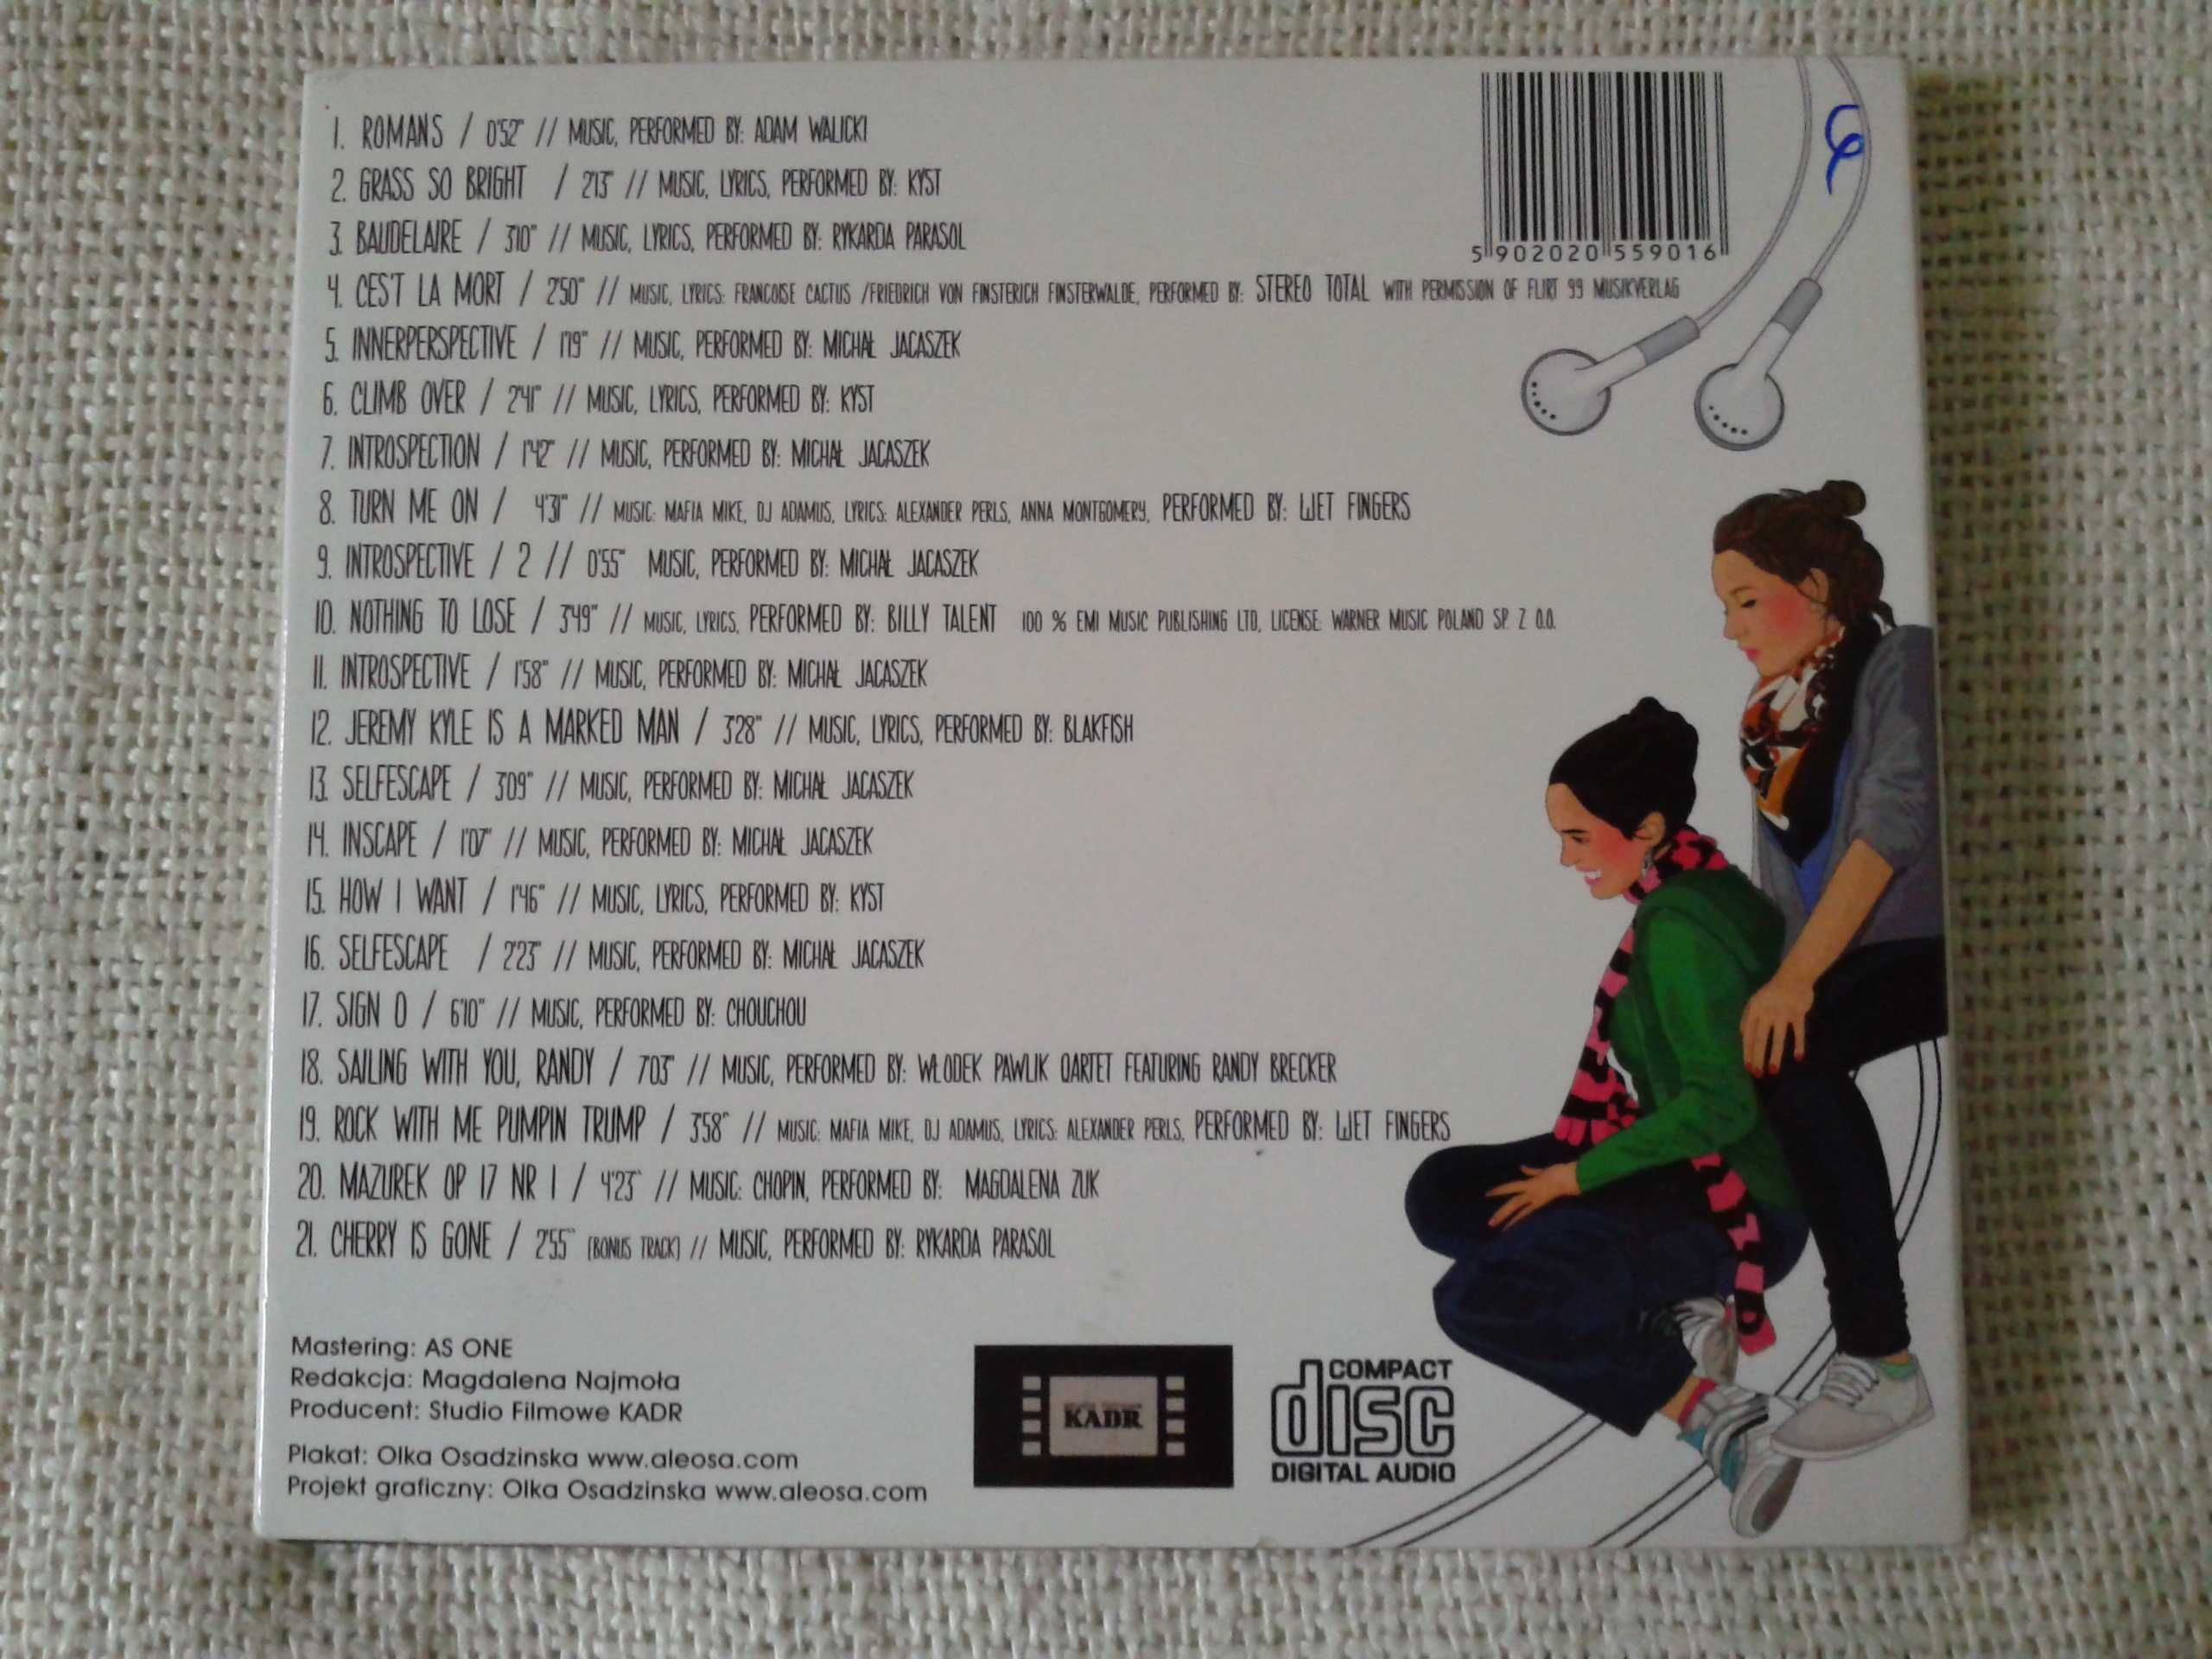 1. ROMANS / 0'52" // MUSIC, PERFORMED BY: ADAM WALICKI
2. GRASS SO BRIGHT / 2'13" // MUSIC, LYRICS, PERFORMED BY: KYST
3. BAUDELAIRE / 3'10" // MUSIC, LYRICS, PERFORMED BY: RYKARDA PARASOL
4. CES'T LA MORT / 2'50" // MUSIC, LYRICS: FRANCOISE CACTUS /FRIEDRICH VON FINSTERICH FINSTERWALDE, PERFORMED BY: STEREO TOTAL WITH PERMISSION OF FLIRT 99 MUSIKVERLAG
5. INNERPERSPECTIVE / 1'19" // MUSIC, PERFORMED BY: MICHAŁ JACASZEK
6. CLIMB OVER / 2'41" // MUSIC, LYRICS, PERFORMED BY: KYST
7. INTROSPECTION / 1'42" // MUSIC, PERFORMED BY: MICHAŁ JACASZEK
8. TURN ME ON / 4'31" // MUSIC: MAFIA MIKE, DJ ADAMUS, LYRICS: ALEXANDER PERLS, ANNA MONTGOMERY, PERFORMED BY: WET FINGERS
9. INTROSPECTIVE / 2 // 0'55" MUSIC, PERFORMED BY: MICHAŁ JACASZEK
10. NOTHING TO LOSE / 3'49" // MUSIC, LYRICS, PERFORMED BY: BILLY TALENT 100 % EMI MUSIC PUBLISHING LTD, LICENSE: WARNER MUSIC POLAND SP. Z O.O.
11. INTROSPECTIVE / 1'58" // MUSIC, PERFORMED BY: MICHAŁ JACASZEK
12. JEREMY KYLE IS A MARKED MAN / 3'28" // MUSIC, LYRICS, PERFORMED BY: BLAKFISH
13. SELFESCAPE / 3'09" // MUSIC, PERFORMED BY: MICHAŁ JACASZEK
14. INSCAPE / 1'07" // MUSIC, PERFORMED BY: MICHAŁ JACASZEK
15. HOW I WANT / 1'46" // MUSIC, LYRICS, PERFORMED BY: KYST
16. SELFESCAPE / 2'23" // MUSIC, PERFORMED BY: MICHAŁ JACASZEK
17. SIGN 0 / 6'10" // MUSIC, PERFORMED BY: CHOUCHOU
18. SAILING WITH YOU, RANDY / 7'03" // MUSIC, PERFORMED BY: WŁODEK PAWLIK QARTET FEATURING RANDY BRECKER
19. ROCK WITH ME PUMPIN TRUMP / 3'58" // MUSIC: MAFIA MIKE, DJ ADAMUS, LYRICS: ALEXANDER PERLS, PERFORMED BY: WET FINGERS
20. MAZUREK OP 17 NR 1 / 4'23" // MUSIC: CHOPIN, PERFORMED BY: MAGDALENA ZUK
21. CHERRY IS GONE / 2'55" (BONUS TRACK) // MUSIC, PERFORMED BY: RYKARDA PARASOL
5 902020 559016
Mastering: AS ONE
Redakcja: Magdalena Najmoła
Producent: Studio Filmowe KADR
Plakat: Olka Osadzinska www.aleosa.com
Projekt graficzny: Olka Osadzinska www.aleosa.com
KADR
COMPACT
disc
DIGITAL AUDIO